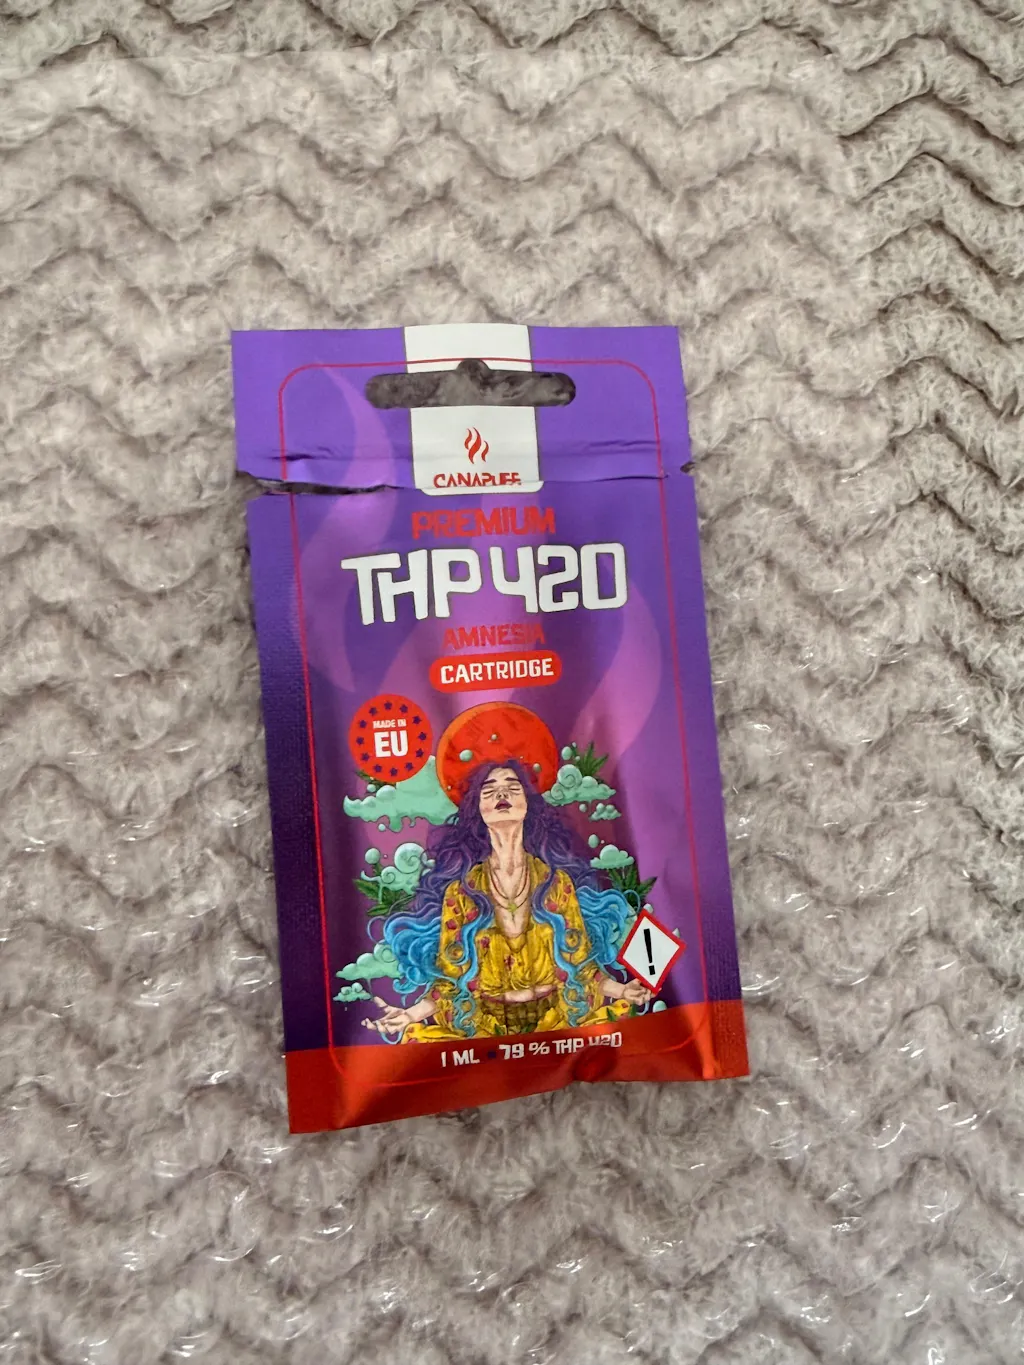 CANAPUFF
PREMIUM
THP 420
AMNESIA
CARTRIDGE
MADE IN
EU
!
1 ML • 79 % THP 420